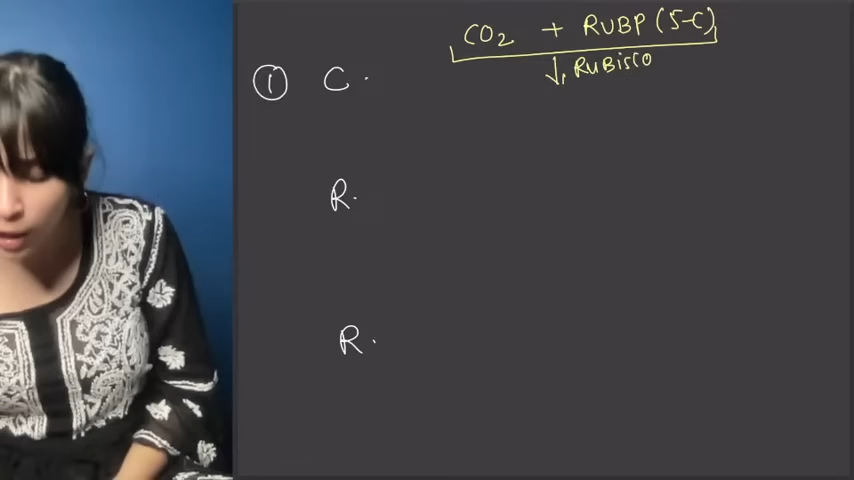 CO2 + RUBP (5-C)
↓, RuBisCO
① C.
R.
R.